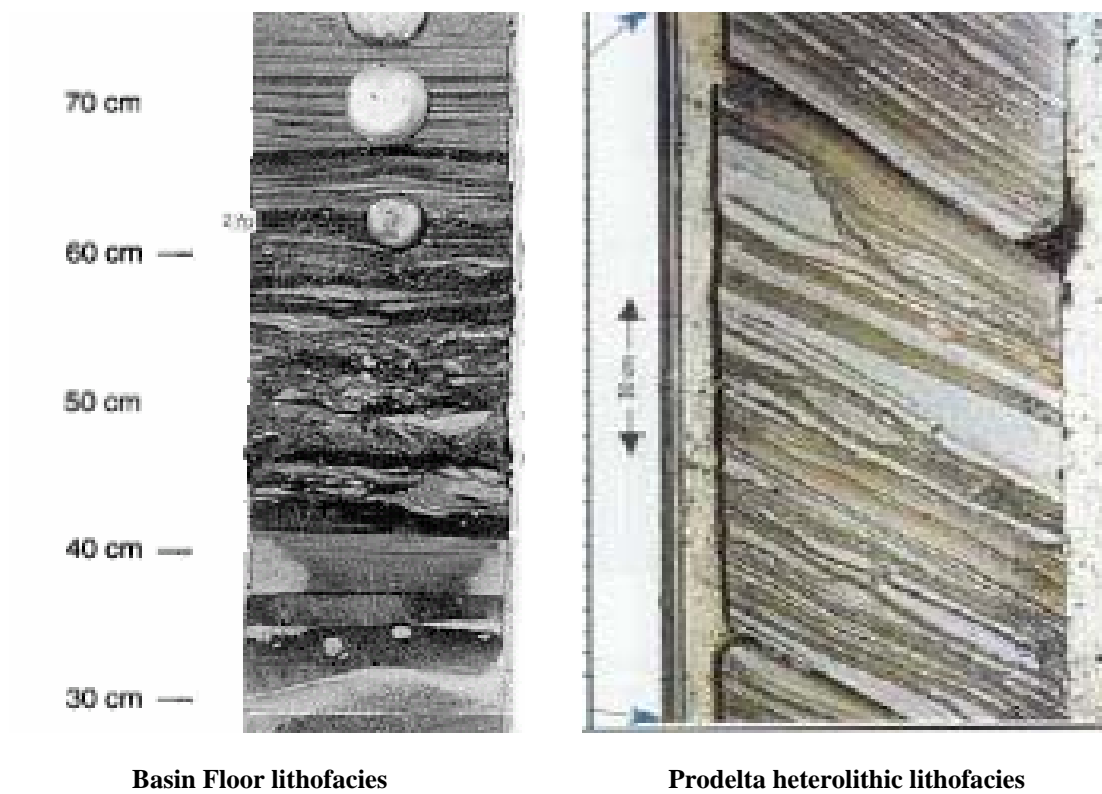 70 cm
60 cm
50 cm
40 cm
30 cm
Basin Floor lithofacies
Prodelta heterolithic lithofacies